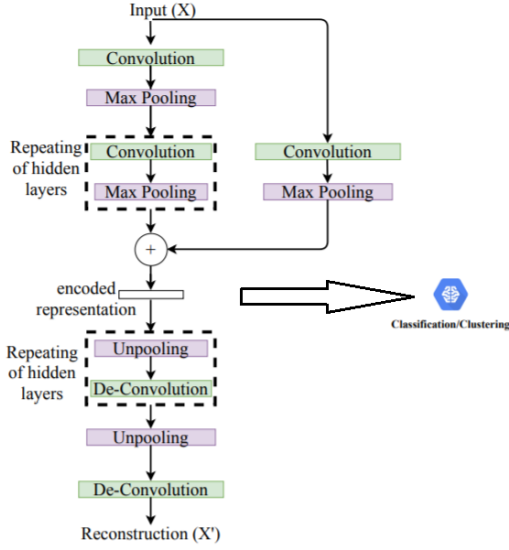 Input (X)
Convolution
Max Pooling
Repeating
of hidden
layers
Convolution
Max Pooling
Convolution
Max Pooling
+
encoded
representation
Classification/Clustering
Repeating
of hidden
layers
Unpooling
De-Convolution
Unpooling
De-Convolution
Reconstruction (X')